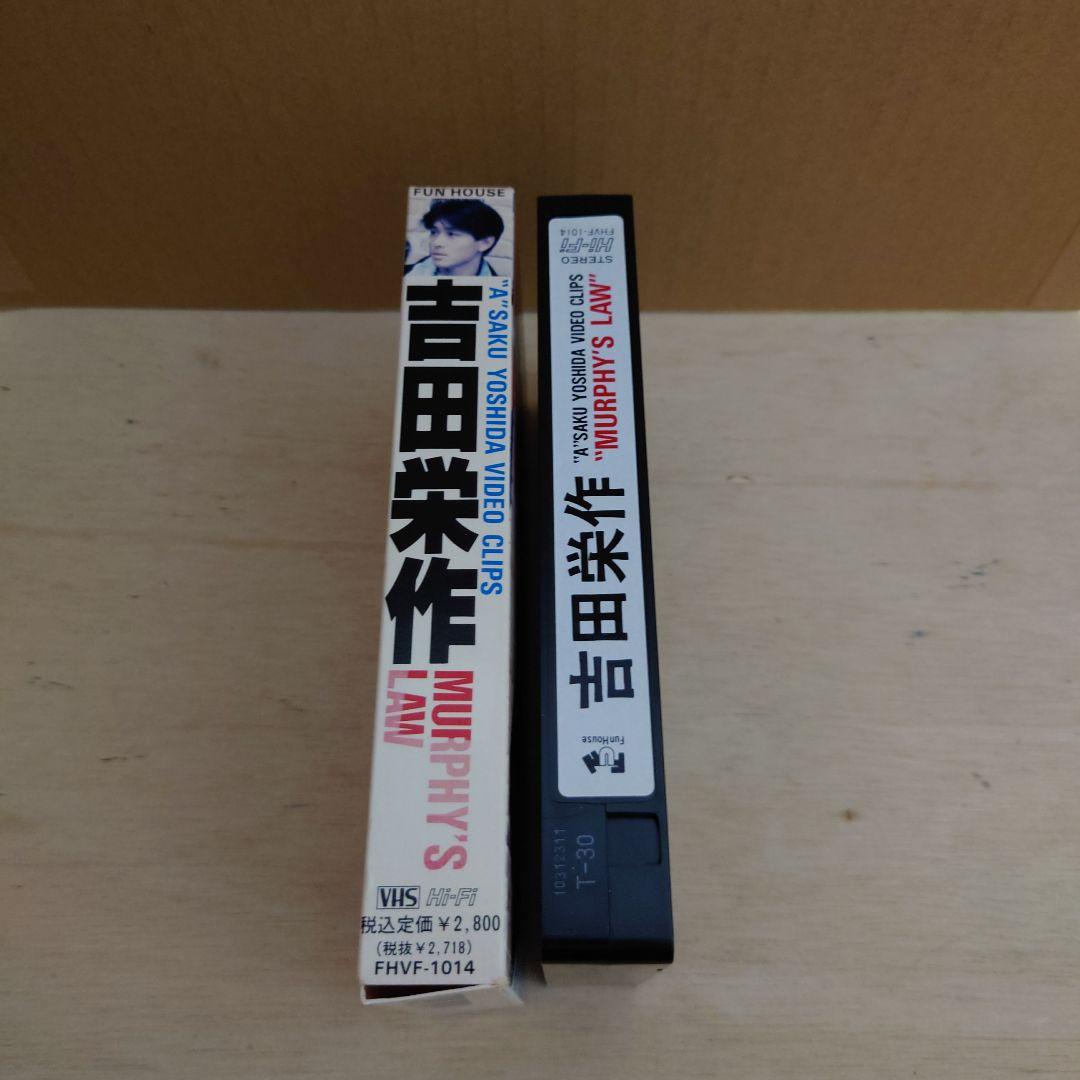 FUN HOUSE
吉田栄作
"A"SAKU YOSHIDA VIDEO CLIPS
MURPHY'S
LAW
VHS Hi-Fi
税込定価￥2,800
(税抜￥2,718)
FHVF-1014
FunHouse
吉田栄作
"A"SAKU YOSHIDA VIDEO CLIPS
"MURPHY'S LAW"
STEREO
Hi-Fi
FHVF-1014
10312311
T-30